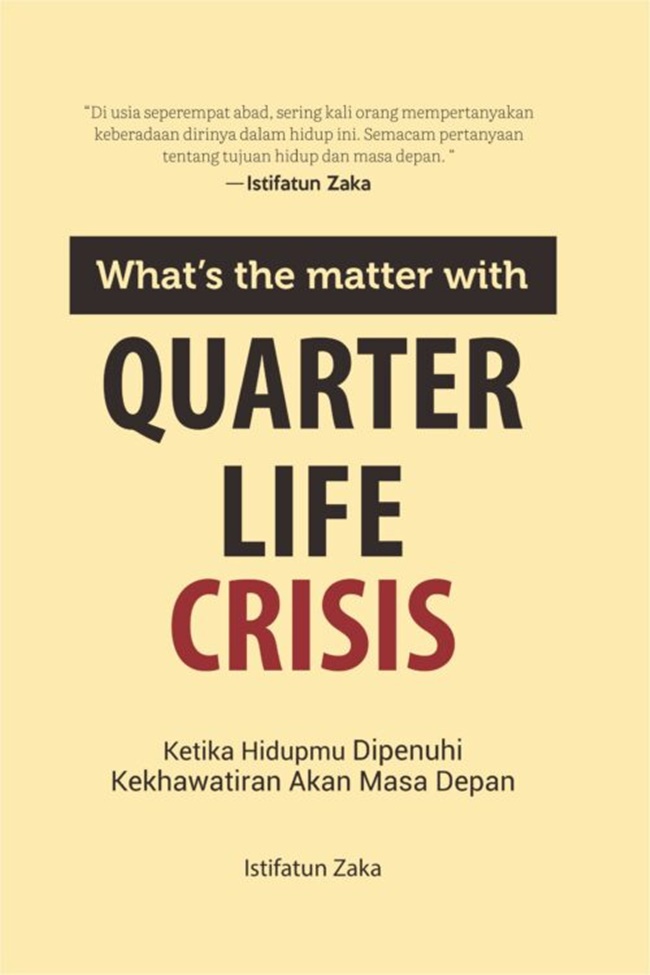 “Di usia seperempat abad, sering kali orang mempertanyakan
keberadaan dirinya dalam hidup ini. Semacam pertanyaan
tentang tujuan hidup dan masa depan. ”
—Istifatun Zaka
What’s the matter with
QUARTER
LIFE
CRISIS
Ketika Hidupmu Dipenuhi
Kekhawatiran Akan Masa Depan
Istifatun Zaka